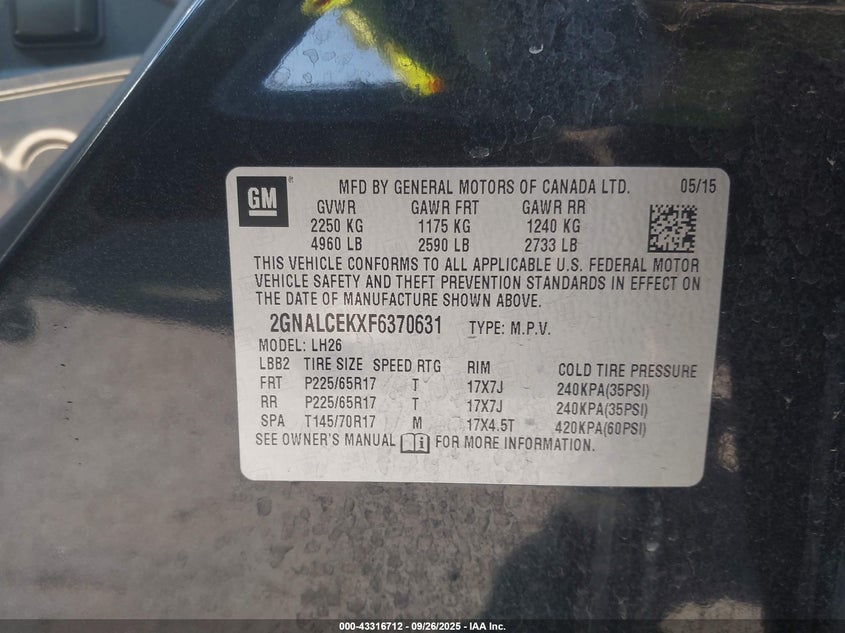 GM
MFD BY GENERAL MOTORS OF CANADA LTD. 05/15
GVWR GAWR FRT GAWR RR
2250 KG 1175 KG 1240 KG
4960 LB 2590 LB 2733 LB
THIS VEHICLE CONFORMS TO ALL APPLICABLE U.S. FEDERAL MOTOR
VEHICLE SAFETY AND THEFT PREVENTION STANDARDS IN EFFECT ON
THE DATE OF MANUFACTURE SHOWN ABOVE.
2GNALCEKXF6370631 TYPE: M.P.V.
MODEL: LH26
LBB2 TIRE SIZE SPEED RTG RIM COLD TIRE PRESSURE
FRT P225/65R17 T 17X7J 240KPA(35PSI)
RR P225/65R17 T 17X7J 240KPA(35PSI)
SPA T145/70R17 M 17X4.5T 420KPA(60PSI)
SEE OWNER'S MANUAL FOR MORE INFORMATION.
000-43316712 - 09/26/2025 - IAA Inc.